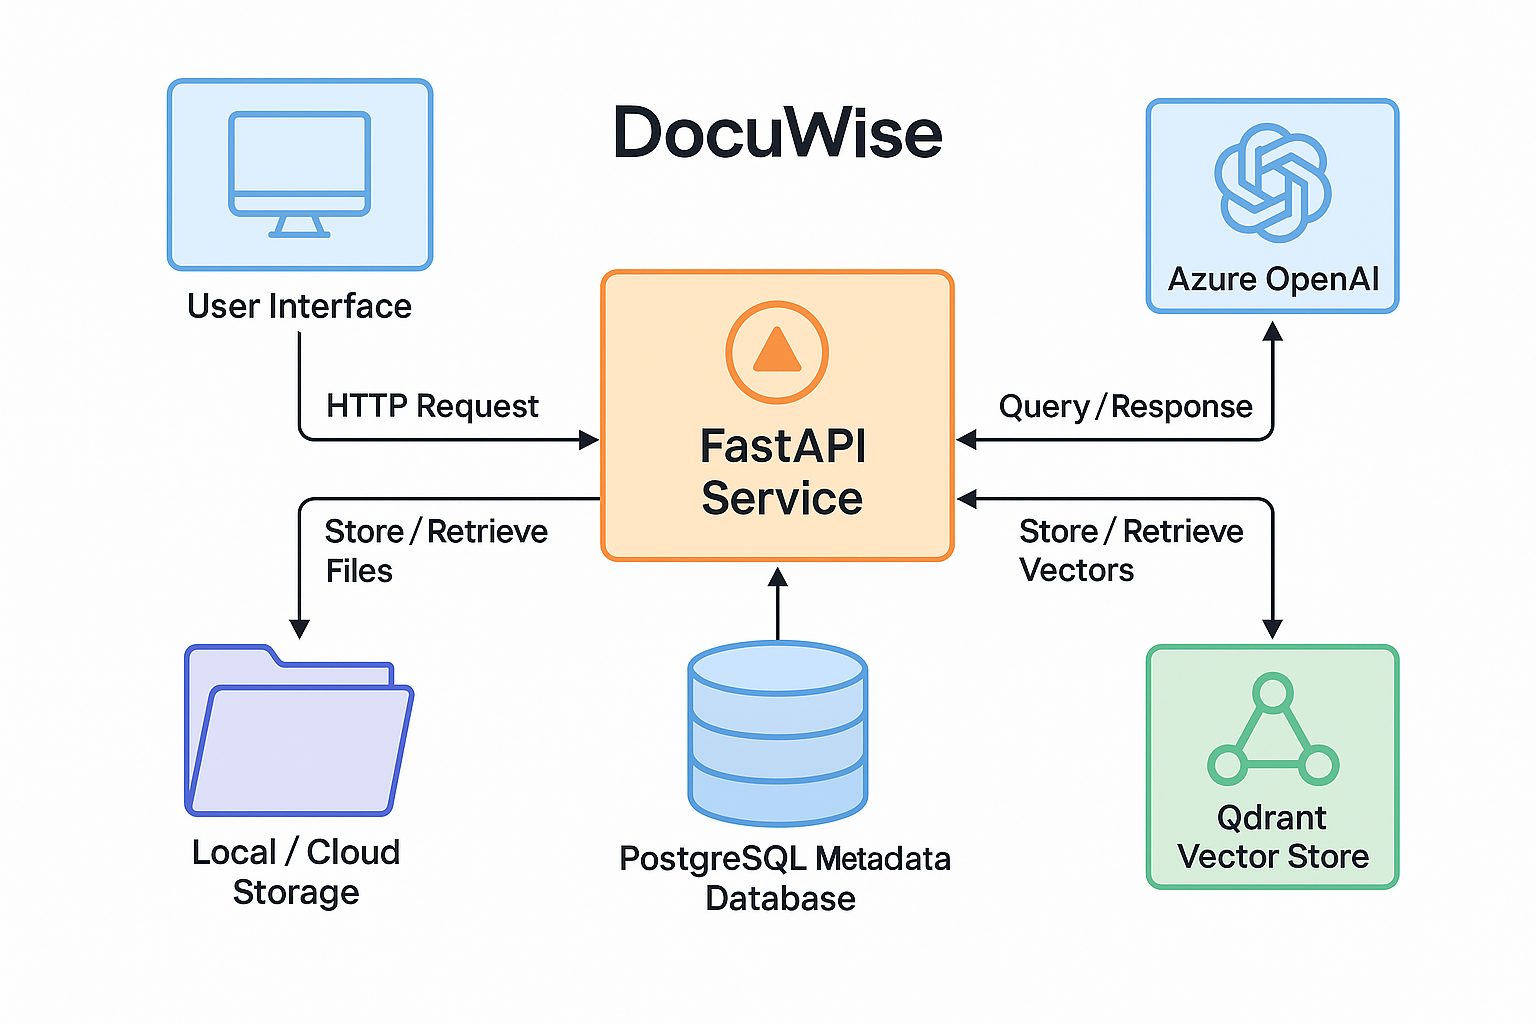 DocuWise
User Interface
Azure OpenAI
HTTP Request
FastAPI
Service
Query / Response
Store / Retrieve
Files
Store / Retrieve
Vectors
Local / Cloud
Storage
PostgreSQL Metadata
Database
Qdrant
Vector Store